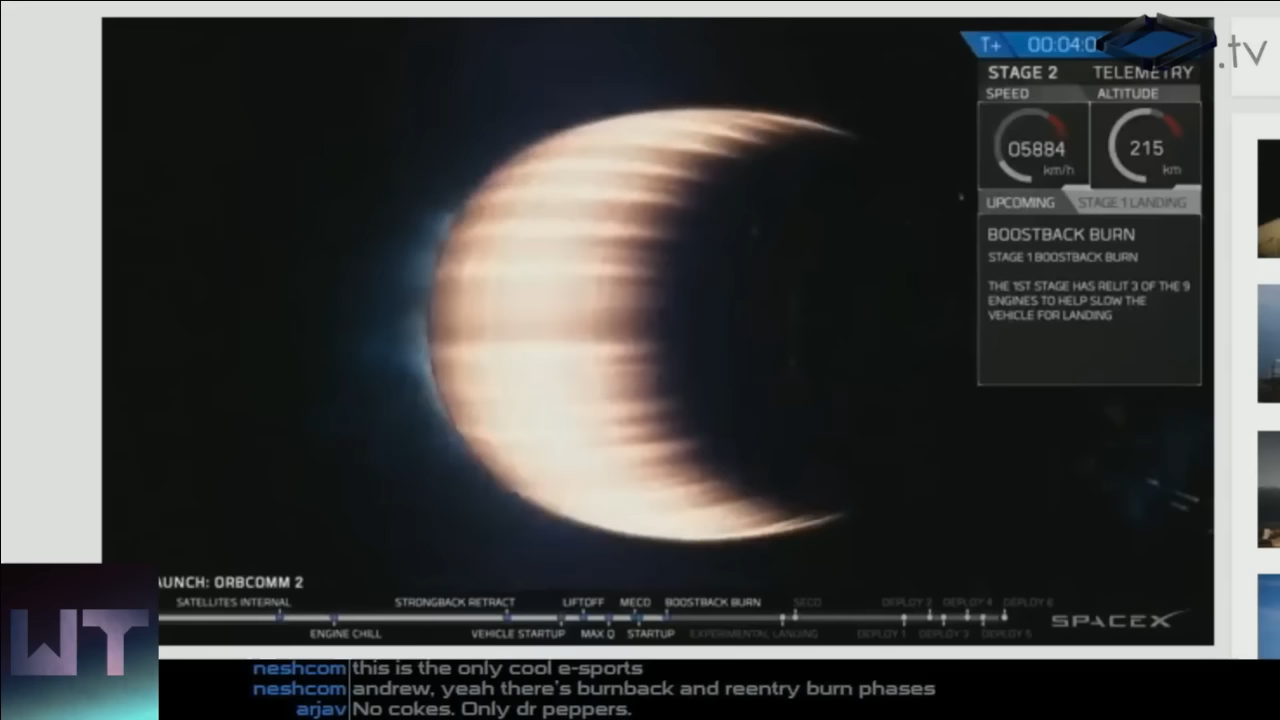 T+ 00:04:0
.tv
STAGE 2 TELEMETRY
SPEED ALTITUDE
05884 215
km/h km
UPCOMING STAGE 1 LANDING
BOOSTBACK BURN
STAGE 1 BOOSTBACK BURN
THE 1ST STAGE HAS RELIT 3 OF THE 9
ENGINES TO HELP SLOW THE
VEHICLE FOR LANDING
AUNCH: ORBCOMM 2
SATELLITES INTERNAL STRONGBACK RETRACT LIFTOFF MECO BOOSTBACK BURN SECO DEPLOY 2 DEPLOY 4 DEPLOY 6
ENGINE CHILL VEHICLE STARTUP MAX Q STARTUP EXPERIMENTAL LANDING DEPLOY 1 DEPLOY 3 DEPLOY 5
SPACEX
WT
neshcom this is the only cool e-sports
neshcom andrew, yeah there's burnback and reentry burn phases
arjav No cokes. Only dr peppers.